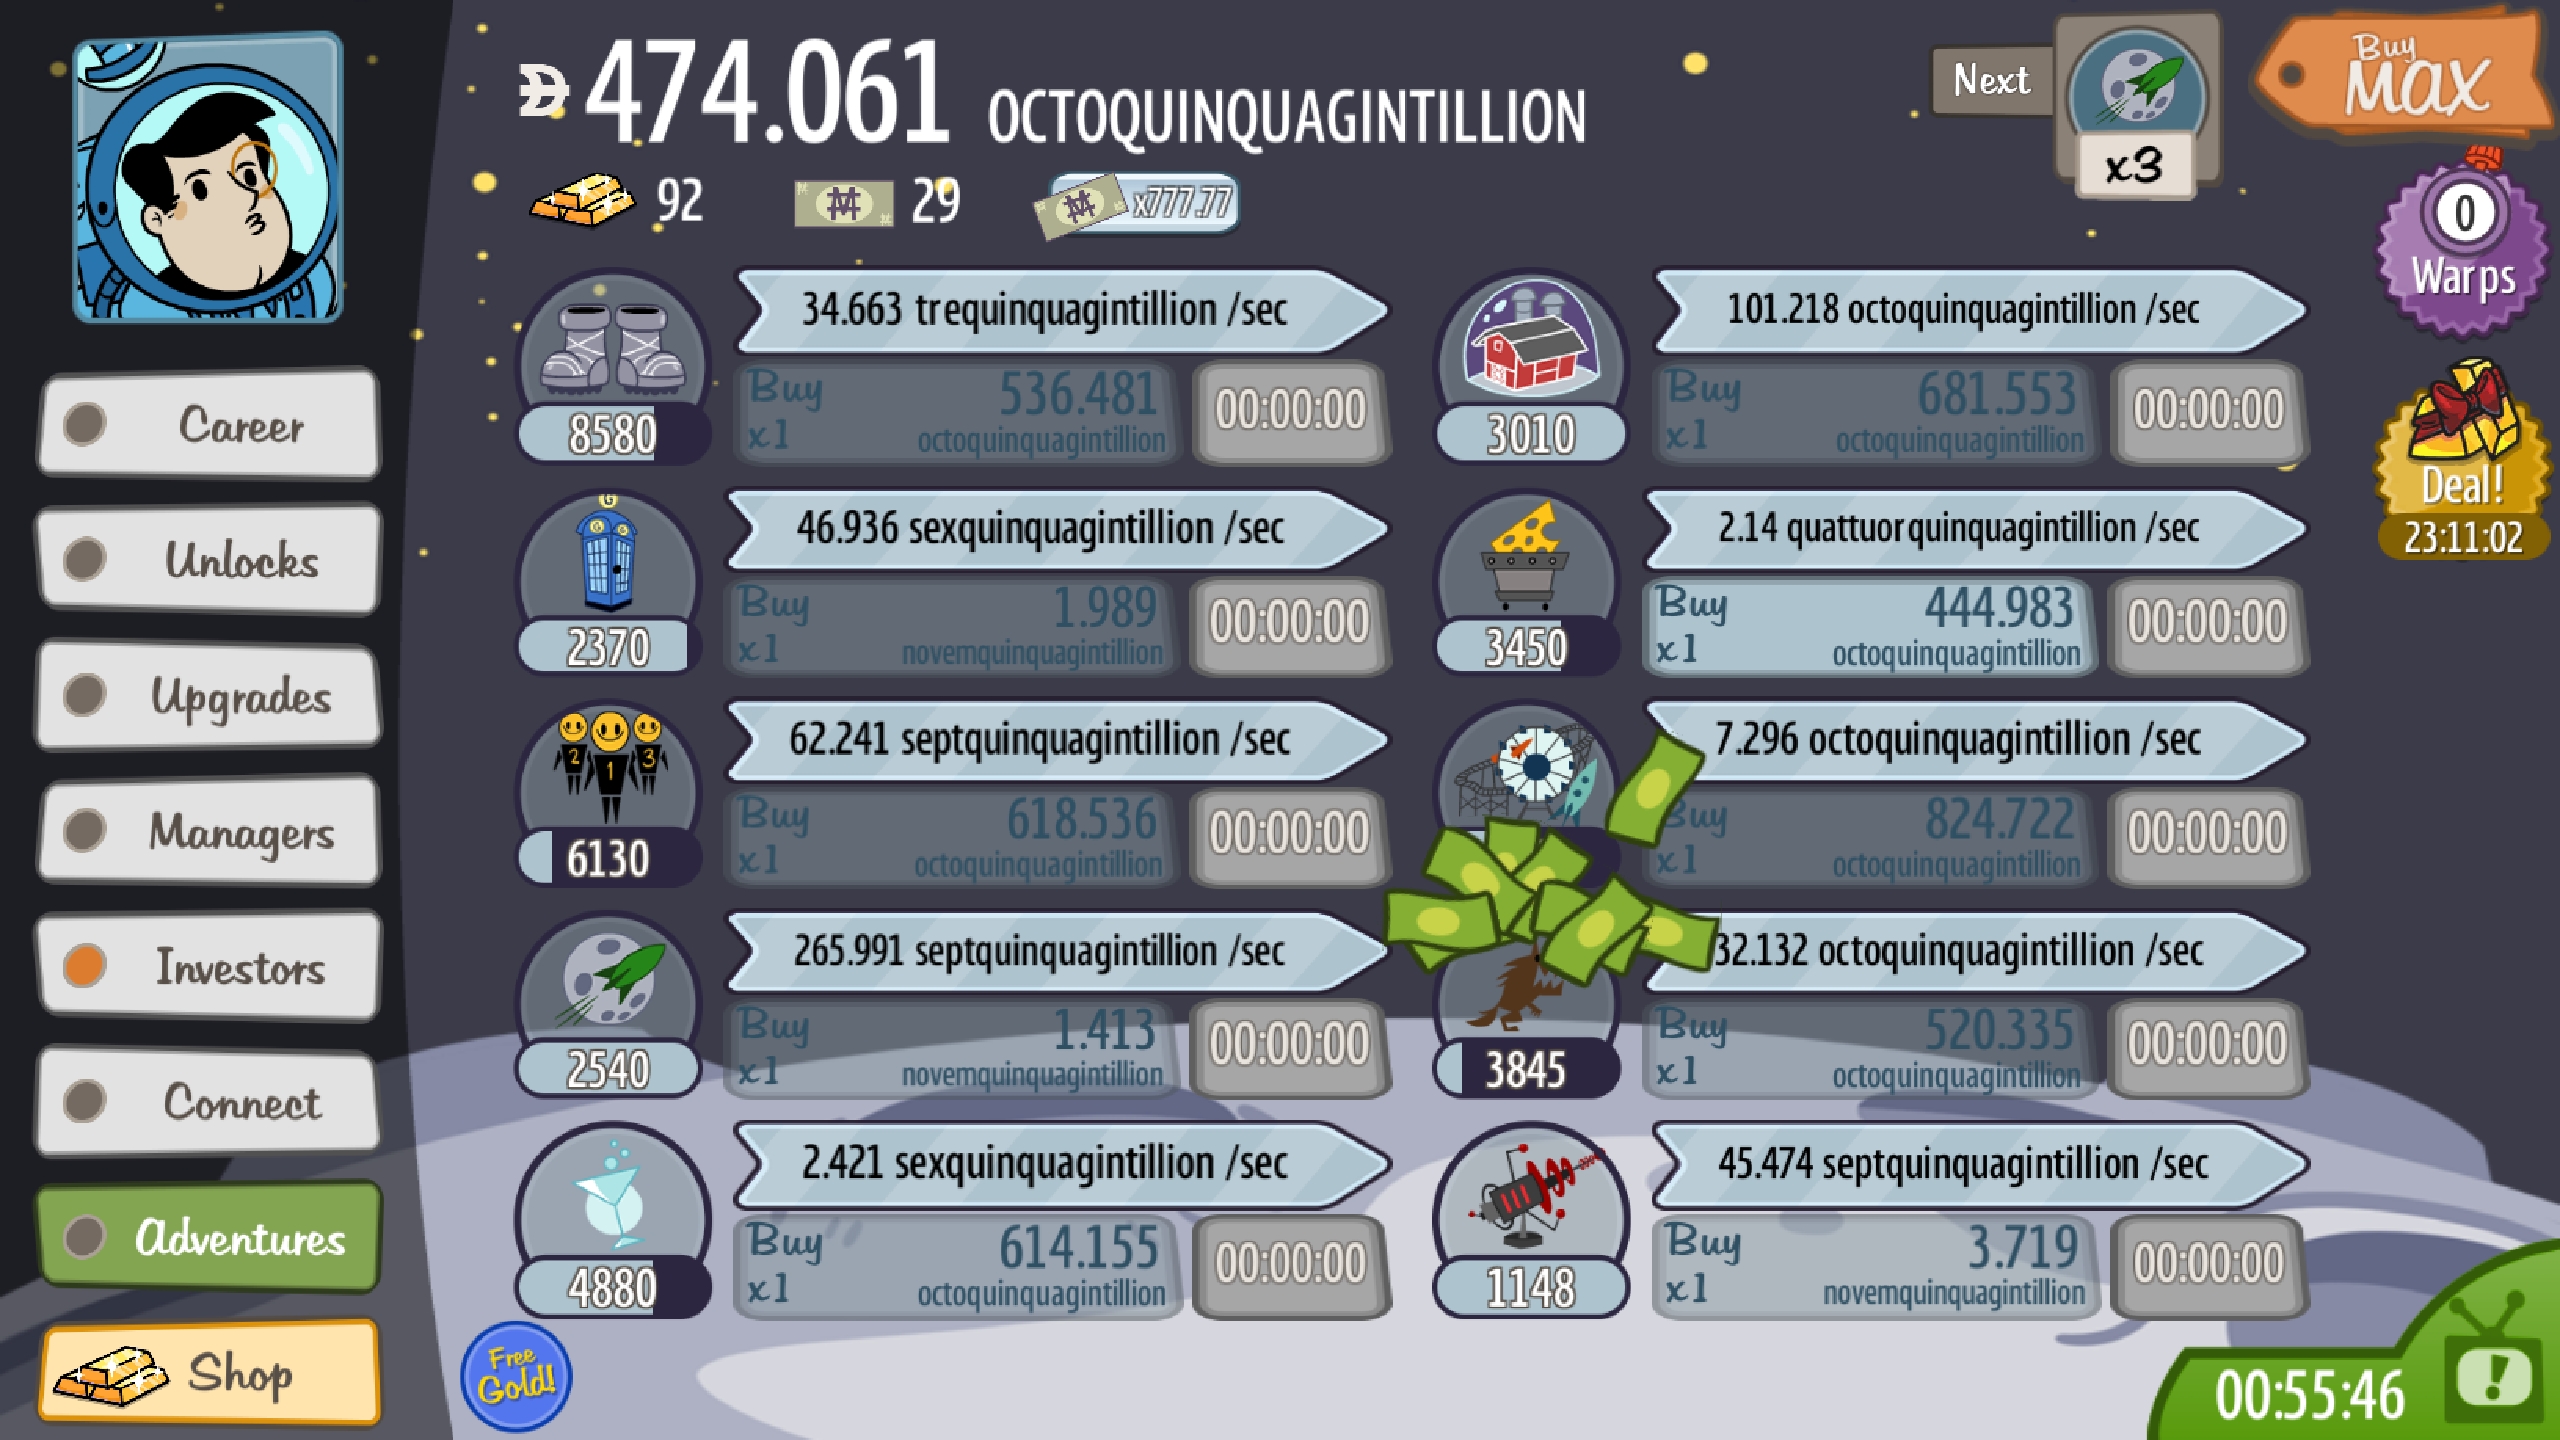 474.061 OCTOQUINQUAGINTILLION
Next
x3
Buy
MAX
92
29
x777.77
0
Warps
Deal!
23:11:02
Career
Unlocks
Upgrades
Managers
Investors
Connect
Adventures
Shop
Free
Gold!
34.663 trequinquagintillion /sec
8580
Buy
x1
536.481
octoquinquagintillion
00:00:00
101.218 octoquinquagintillion /sec
3010
Buy
x1
681.553
octoquinquagintillion
00:00:00
46.936 sexquinquagintillion /sec
2370
Buy
x1
1.989
novemquinquagintillion
00:00:00
2.14 quattuorquinquagintillion /sec
3450
Buy
x1
444.983
octoquinquagintillion
00:00:00
2 1 3
62.241 septquinquagintillion /sec
6130
Buy
x1
618.536
octoquinquagintillion
00:00:00
7.296 octoquinquagintillion /sec
Buy
x1
824.722
octoquinquagintillion
00:00:00
265.991 septquinquagintillion /sec
2540
Buy
x1
1.413
novemquinquagintillion
00:00:00
32.132 octoquinquagintillion /sec
3845
Buy
x1
520.335
octoquinquagintillion
00:00:00
2.421 sexquinquagintillion /sec
4880
Buy
x1
614.155
octoquinquagintillion
00:00:00
45.474 septquinquagintillion /sec
1148
Buy
x1
3.719
novemquinquagintillion
00:00:00
00:55:46
!